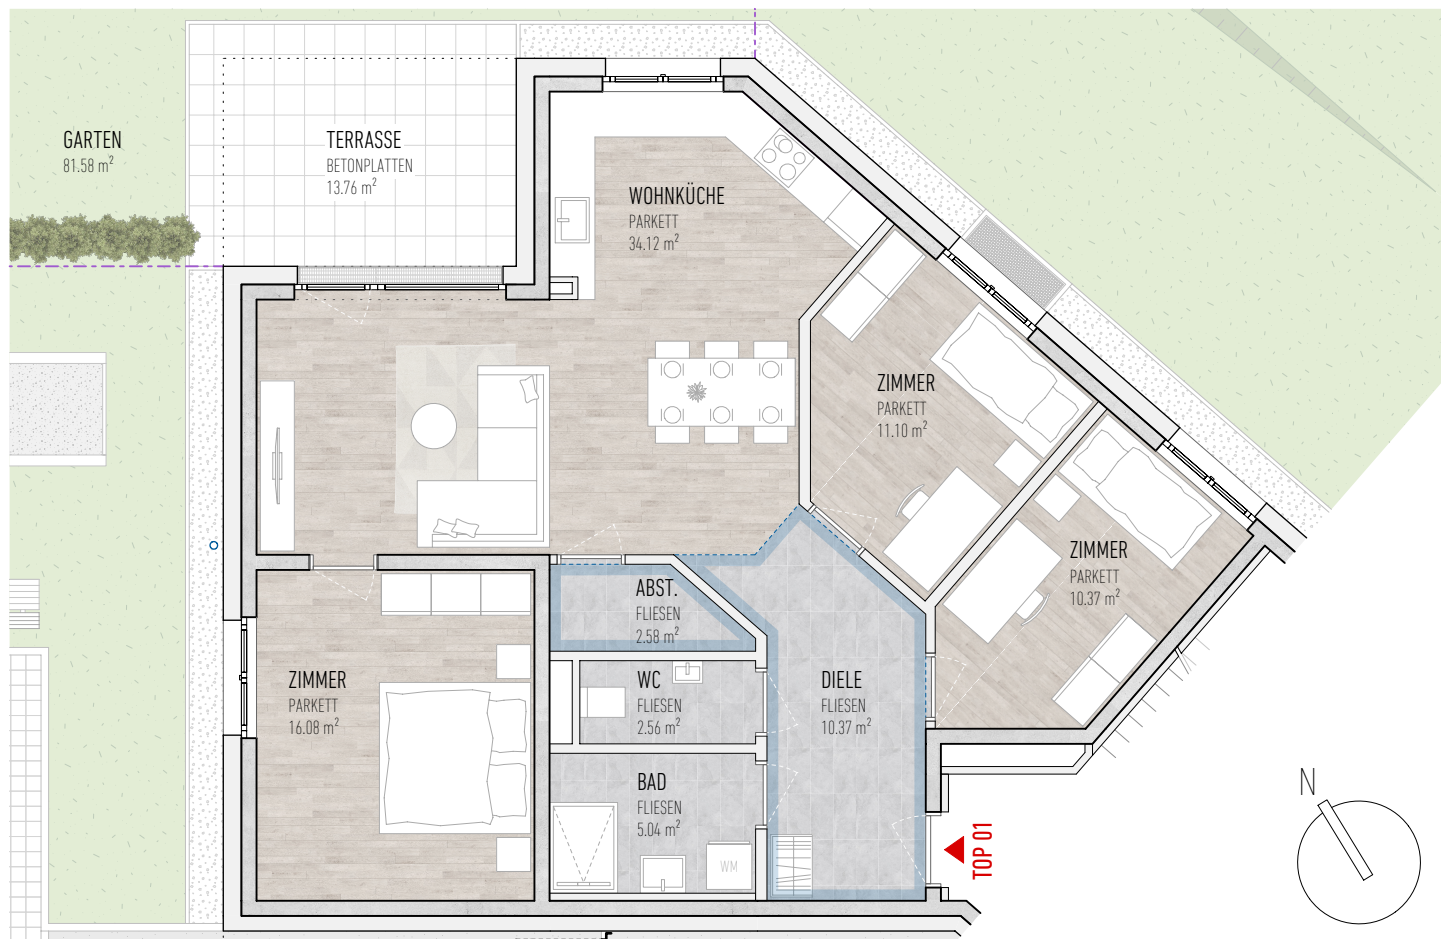 GARTEN
81.58 m²
TERRASSE
BETONPLATTEN
13.76 m²
WOHNKÜCHE
PARKETT
34.12 m²
ZIMMER
PARKETT
11.10 m²
ZIMMER
PARKETT
10.37 m²
ABST.
FLIESEN
2.58 m²
ZIMMER
PARKETT
16.08 m²
WC
FLIESEN
2.56 m²
DIELE
FLIESEN
10.37 m²
BAD
FLIESEN
5.04 m²
WM
TOP 01
N